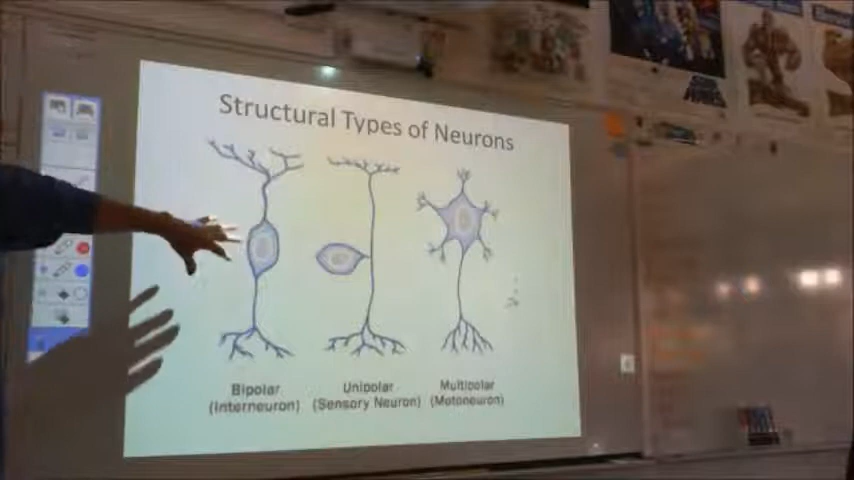 Structural Types of Neurons
Bipolar
(Interneuron)
Unipolar
(Sensory Neuron)
Multipolar
(Motoneuron)